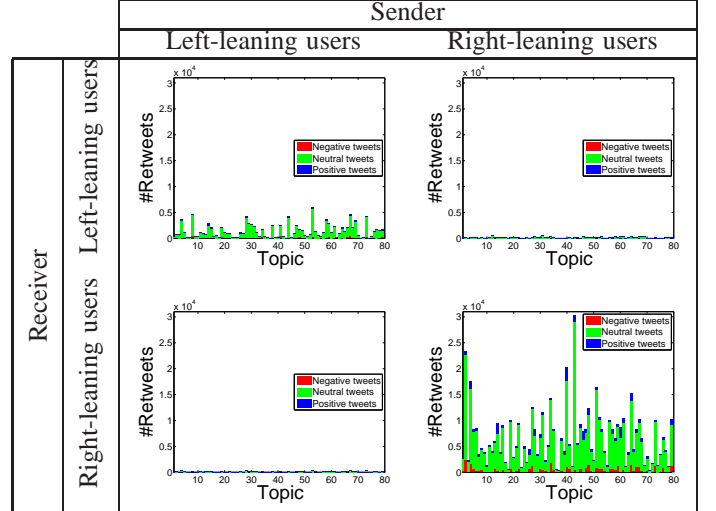 Sender
Left-leaning users
Right-leaning users
Receiver
Left-leaning users
x 10^4
3
2.5
2
1.5
1
0.5
0
#Retweets
Negative tweets
Neutral tweets
Positive tweets
10 20 30 40 50 60 70 80
Topic
x 10^4
3
2.5
2
1.5
1
0.5
0
#Retweets
Negative tweets
Neutral tweets
Positive tweets
10 20 30 40 50 60 70 80
Topic
Right-leaning users
x 10^4
3
2.5
2
1.5
1
0.5
0
#Retweets
Negative tweets
Neutral tweets
Positive tweets
10 20 30 40 50 60 70 80
Topic
x 10^4
3
2.5
2
1.5
1
0.5
0
#Retweets
Negative tweets
Neutral tweets
Positive tweets
10 20 30 40 50 60 70 80
Topic